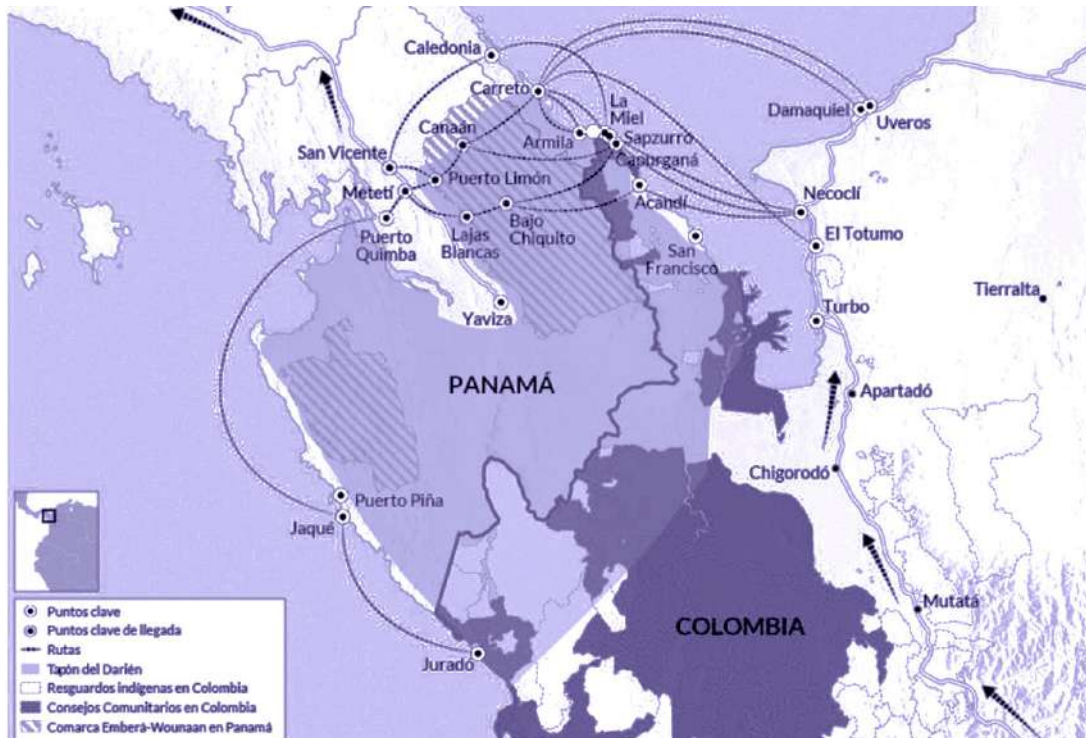 Caledonia
Carreto
La
Miel
Damaquiel
Uveros
Canaán
Armila
Sapzurro
Capurganá
San Vicente
Puerto Limón
Metetí
Acandí
Necoclí
Puerto
Quimba
Lajas
Blancas
Bajo
Chiquito
San
Francisco
El Totumo
Tierralta
Yaviza
Turbo
PANAMÁ
Apartadó
Chigorodó
Puerto Piña
Jaqué
Mutatá
COLOMBIA
Jurado
Puntos clave
Puntos clave de llegada
Rutas
Tapón del Darién
Resguardos indígenas en Colombia
Consejos Comunitarios en Colombia
Comarca Emberá-Wounaan en Panamá